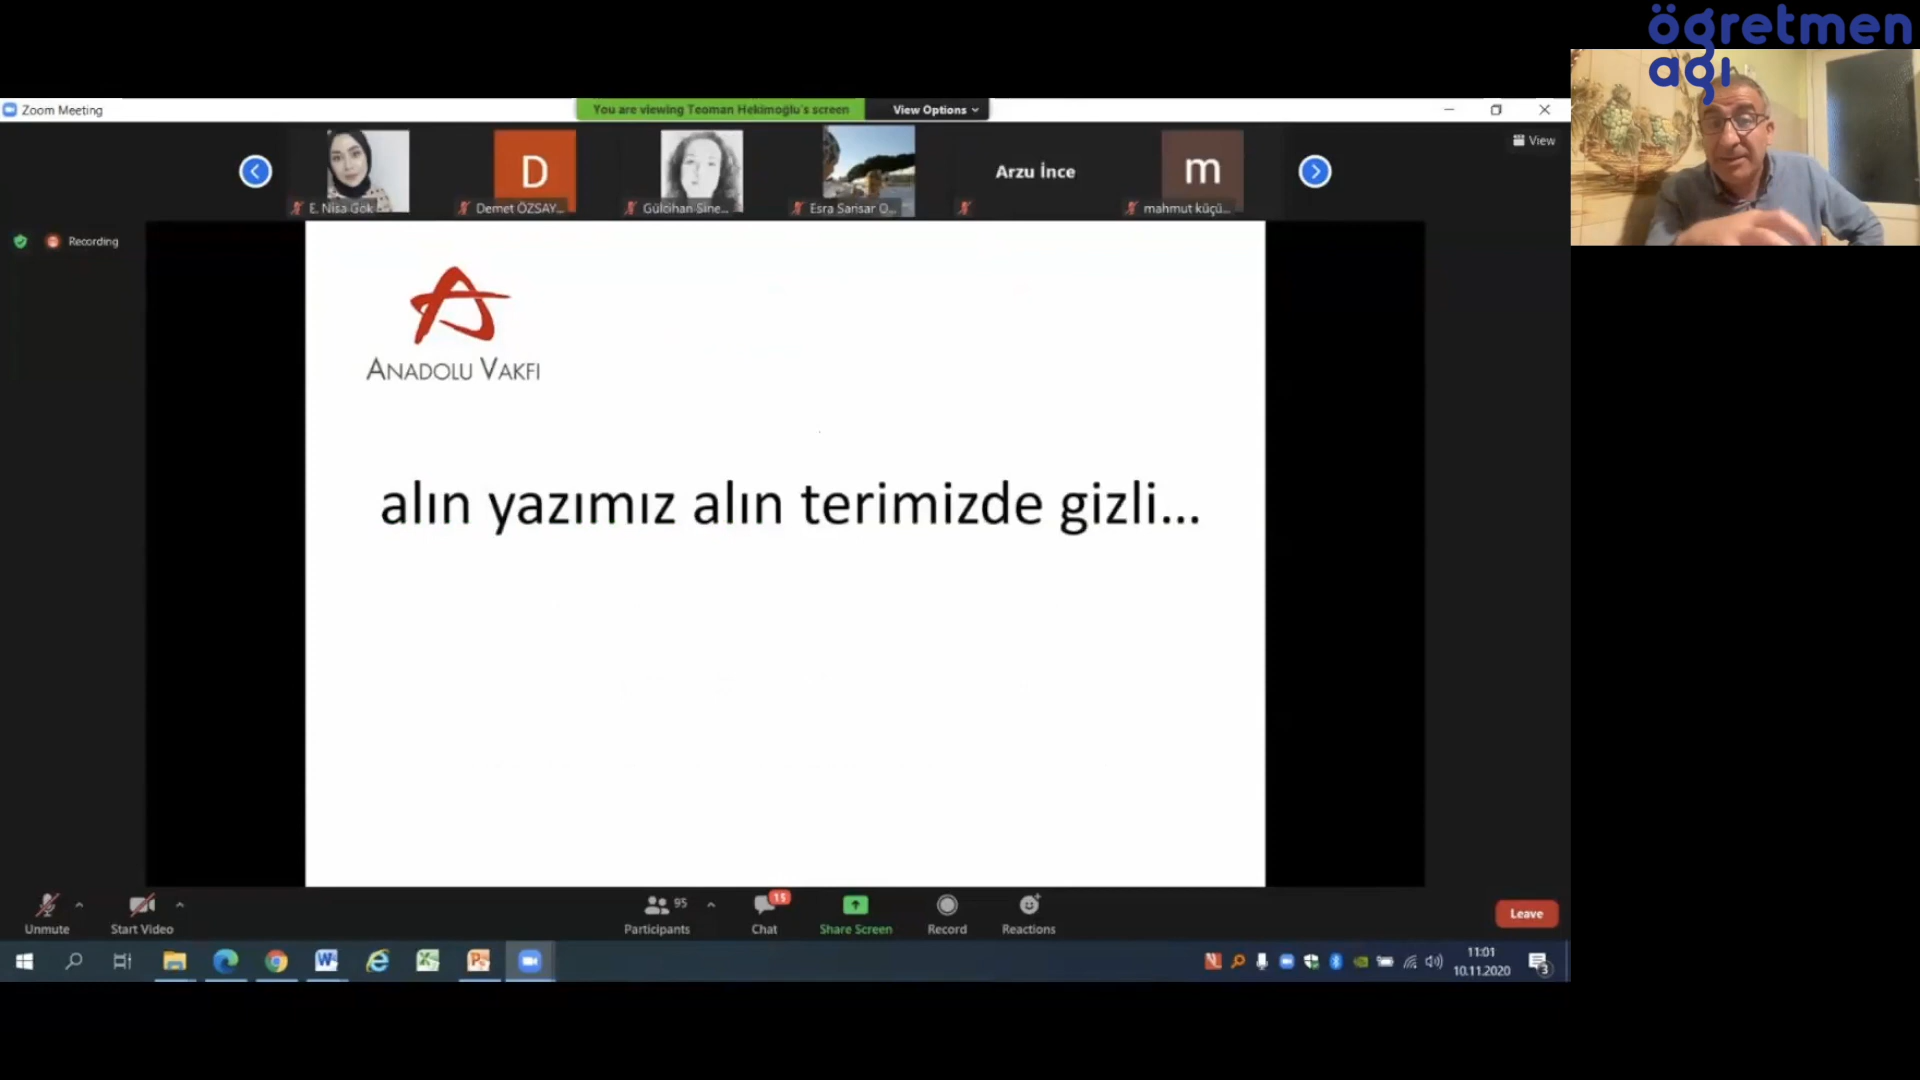 öğretmen
ağı
Zoom Meeting
You are viewing Teoman Hekimoğlu's screen
View Options
View
E. Nisa Gök
Demet ÖZSAY...
Gülcihan Sine...
Esra Sarısar O...
Arzu İnce
mahmut küçü...
D
m
Recording
ANADOLU VAKFI
alın yazımız alın terimizde gizli...
Unmute
Start Video
95
Participants
15
Chat
Share Screen
Record
Reactions
Leave
11:01
10.11.2020
3